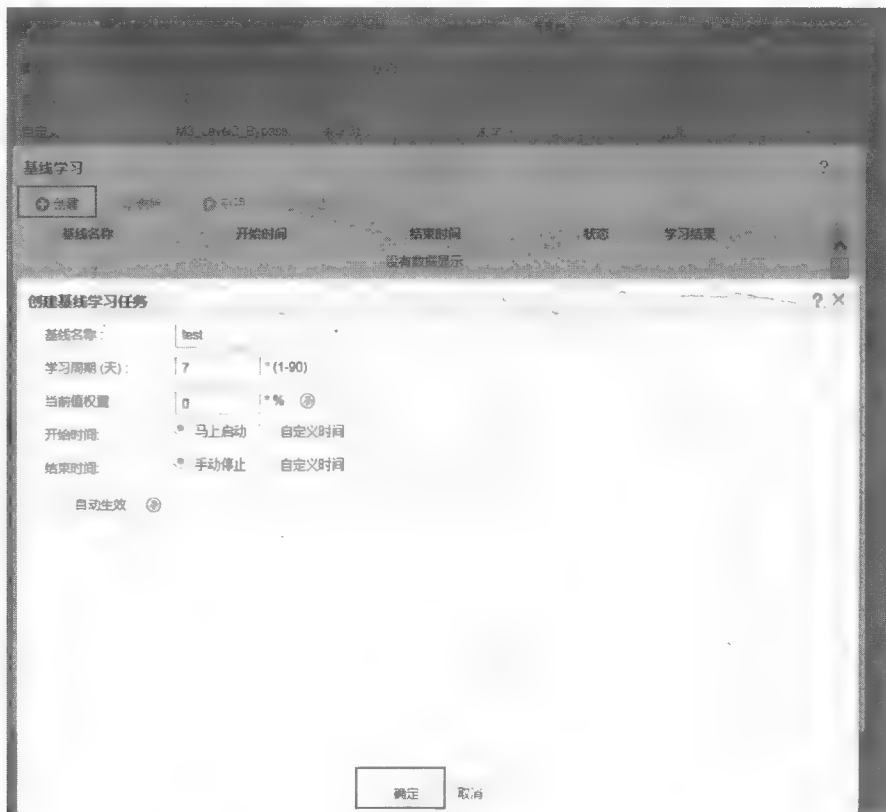 自定义 M3_Level3_Bypass
基线学习 ?
创建
基线名称 开始时间 结束时间 状态 学习结果
没有数据显示
创建基线学习任务 ? ×
基线名称: test
学习周期(天): 7 * (1-90)
当前值权重 0 * %
开始时间: 马上启动 自定义时间
结束时间: 手动停止 自定义时间
自动生效
确定 取消